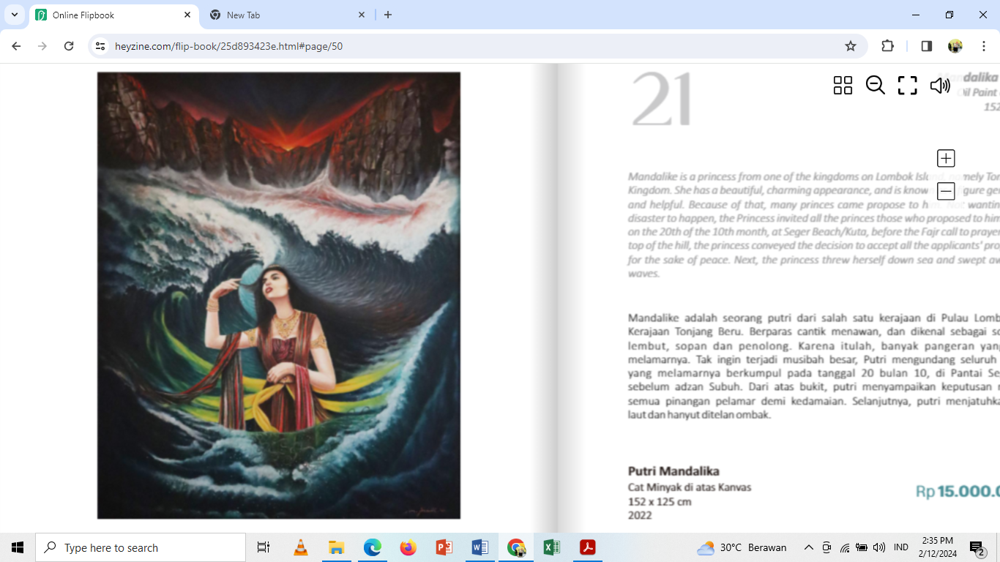 Online Flipbook
New Tab
heyzine.com/flip-book/25d893423e.html#page/50
21
dalika
il Paint
152
Mandalike is a princess from one of the kingdoms on Lombok Isl
Kingdom. She has a beautiful, charming appearance, and is know figure ge
and helpful. Because of that, many princes came propose to h wantin
disaster to happen, the Princess invited all the princes those who proposed to him
on the 20th of the 10th month, at Seger Beach/Kuta, before the Fajr call to prayer
top of the hill, the princess conveyed the decision to accept all the applicants' pro
for the sake of peace. Next, the princess threw herself down sea and swept aw
waves.
Mandalike adalah seorang putri dari salah satu kerajaan di Pulau Lomb
Kerajaan Tonjang Beru. Berparas cantik menawan, dan dikenal sebagai so
lembut, sopan dan penolong. Karena itulah, banyak pangeran yang
melamarnya. Tak ingin terjadi musibah besar, Putri mengundang seluruh
yang melamarnya berkumpul pada tanggal 20 bulan 10, di Pantai Se
sebelum adzan Subuh. Dari atas bukit, putri menyampaikan keputusan
semua pinangan pelamar demi kedamaian. Selanjutnya, putri menjatuhka
laut dan hanyut ditelan ombak.
Putri Mandalika
Cat Minyak di atas Kanvas
152 x 125 cm
2022
Rp 15.000.0
Type here to search
30°C Berawan
IND
2:35 PM
2/12/2024
2